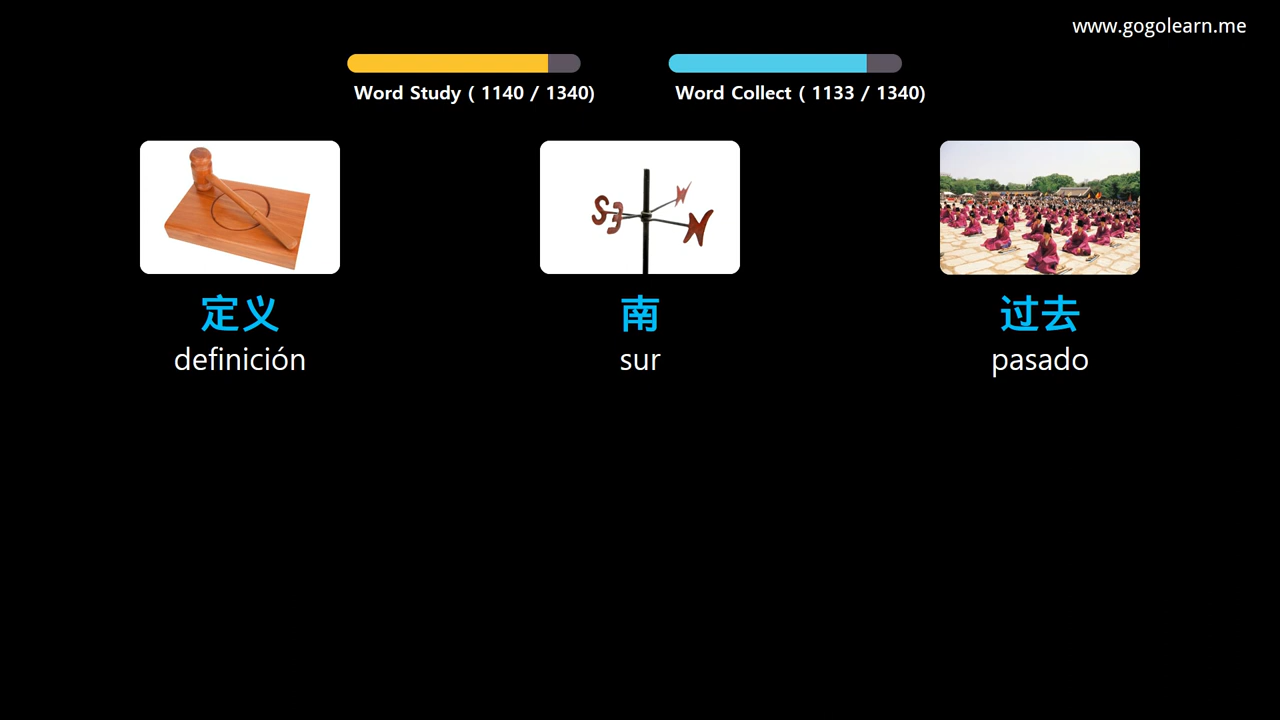 www.gogolearn.me
Word Study ( 1140 / 1340)
Word Collect ( 1133 / 1340)
定义
definición
南
sur
过去
pasado